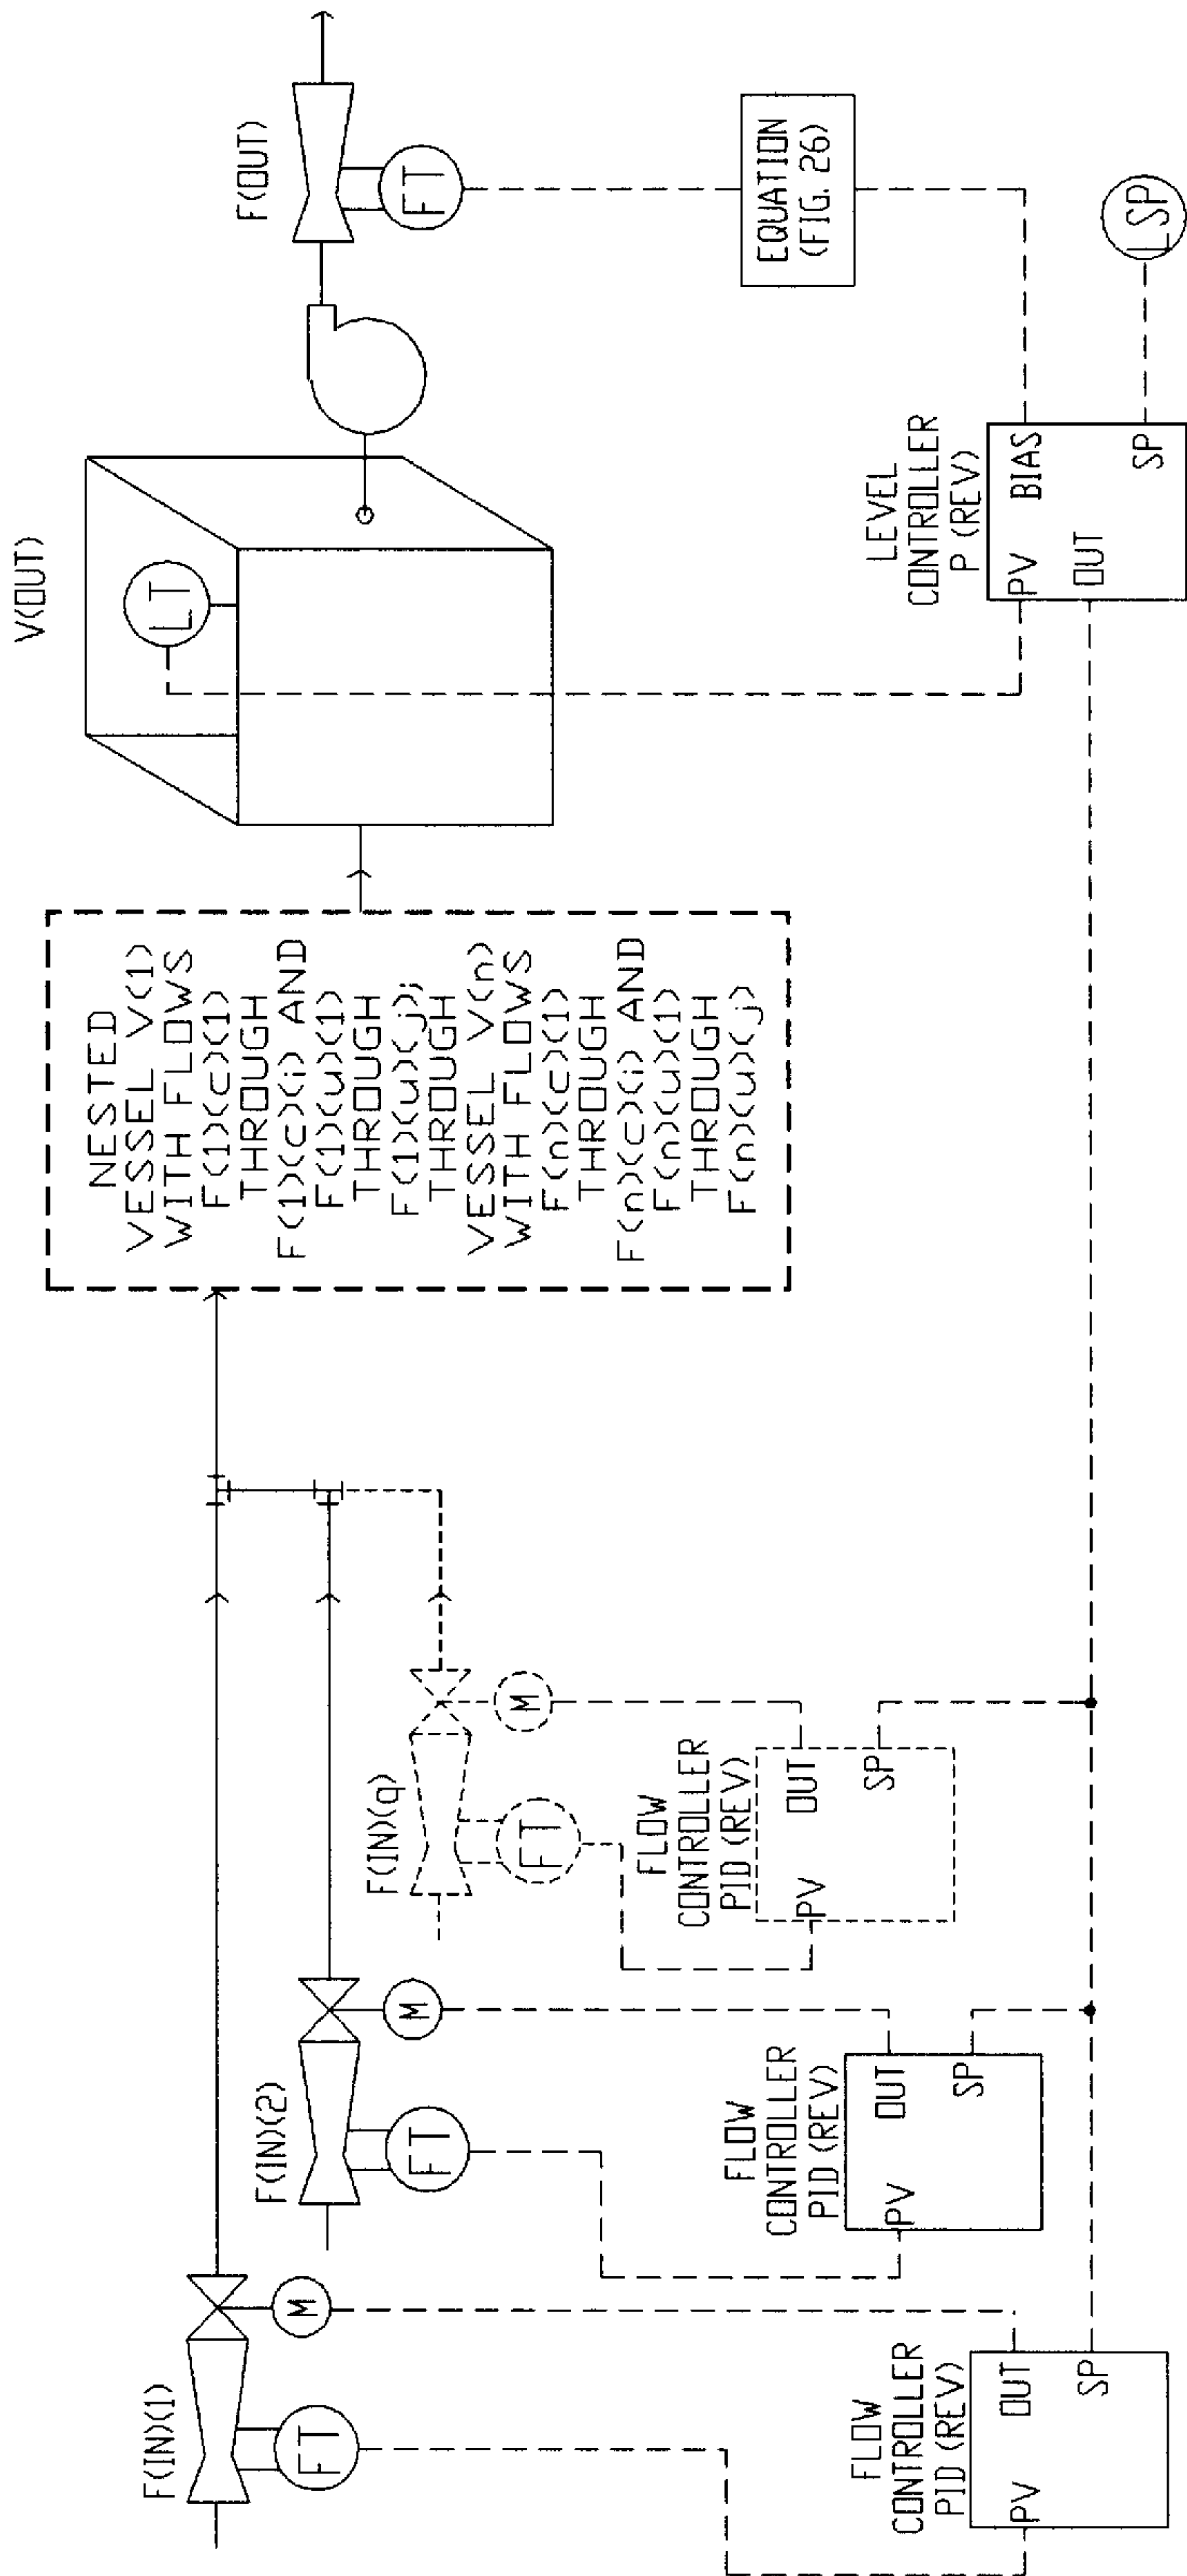 F(IN)(1)
FT
M
FLOW
CONTROLLER
PID (REV)
PV
OUT
SP
F(IN)(2)
FT
M
FLOW
CONTROLLER
PID (REV)
PV
OUT
SP
F(IN)(q)
FT
M
FLOW
CONTROLLER
PID (REV)
PV
OUT
SP
NESTED
VESSEL V(1)
WITH FLOWS
F(1)(c)(1)
THROUGH
F(1)(c)(i) AND
F(1)(u)(1)
THROUGH
F(1)(u)(j);
THROUGH
VESSEL V(n)
WITH FLOWS
F(n)(c)(1)
THROUGH
F(n)(c)(i) AND
F(n)(u)(1)
THROUGH
F(n)(u)(j)
V(OUT)
LT
F(OUT)
FT
EQUATION
(FIG. 26)
LEVEL
CONTROLLER
P (REV)
PV
BIAS
OUT
SP
LSP